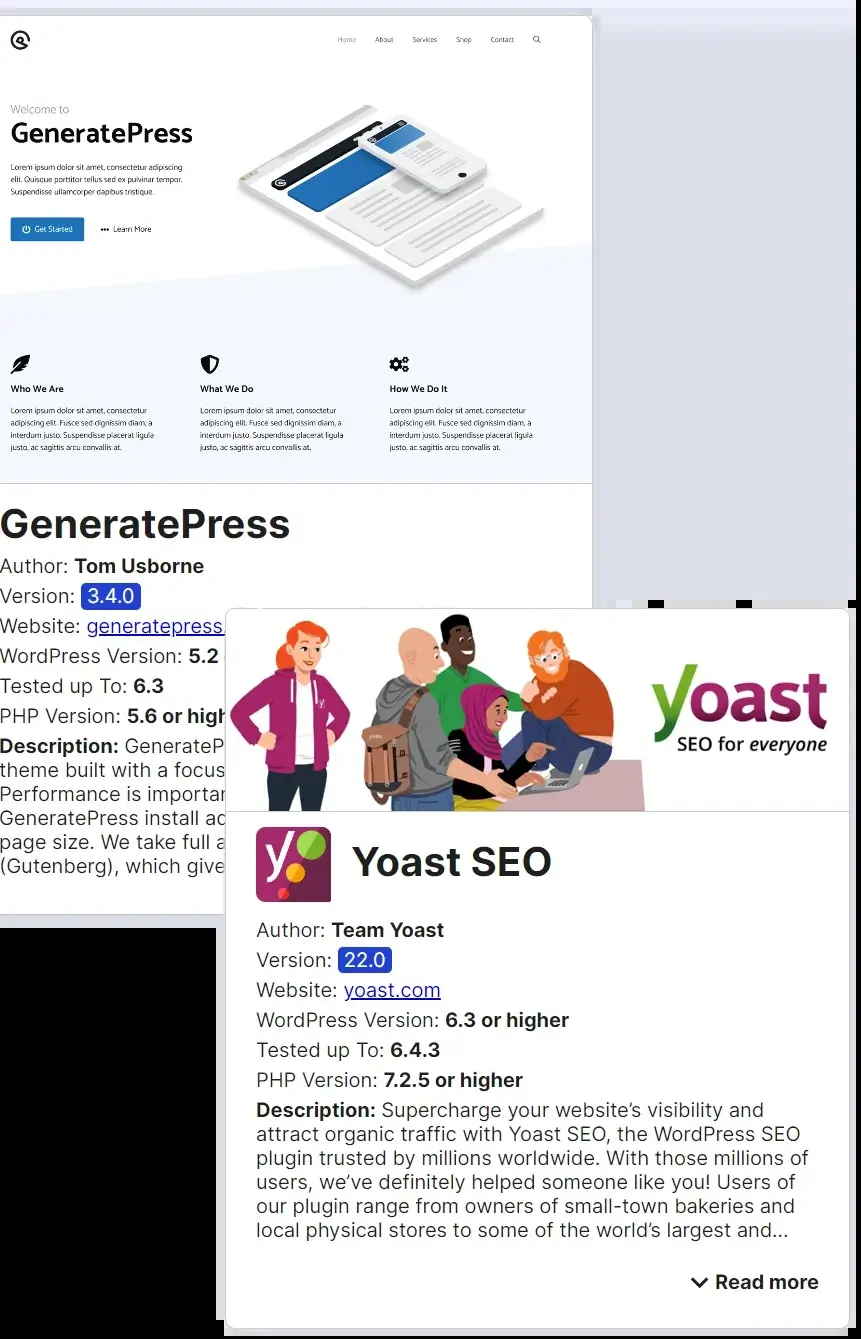 Home About Services Shop Contact
Welcome to
GeneratePress
Lorem ipsum dolor sit amet, consectetur adipiscing
elit. Quisque porttitor tellus sed ex pulvinar tempor.
Suspendisse ullamcorper dapibus tristique.
Get Started ••• Learn More
Who We Are
Lorem ipsum dolor sit amet, consectetur
adipiscing elit. Fusce sed dignissim diam, a
interdum justo. Suspendisse placerat ligula
justo, ac sagittis arcu convallis at.
What We Do
Lorem ipsum dolor sit amet, consectetur
adipiscing elit. Fusce sed dignissim diam, a
interdum justo. Suspendisse placerat ligula
justo, ac sagittis arcu convallis at.
How We Do It
Lorem ipsum dolor sit amet, consectetur
adipiscing elit. Fusce sed dignissim diam, a
interdum justo. Suspendisse placerat ligula
justo, ac sagittis arcu convallis at.
GeneratePress
Author: Tom Usborne
Version: 3.4.0
Website: generatepress.
WordPress Version: 5.2
Tested up To: 6.3
PHP Version: 5.6 or high
Description: GenerateP
theme built with a focus
Performance is importan
GeneratePress install ad
page size. We take full a
(Gutenberg), which give
yoast
SEO for everyone
yo
Yoast SEO
Author: Team Yoast
Version: 22.0
Website: yoast.com
WordPress Version: 6.3 or higher
Tested up To: 6.4.3
PHP Version: 7.2.5 or higher
Description: Supercharge your website’s visibility and
attract organic traffic with Yoast SEO, the WordPress SEO
plugin trusted by millions worldwide. With those millions of
users, we’ve definitely helped someone like you! Users of
our plugin range from owners of small-town bakeries and
local physical stores to some of the world’s largest and...
Read more